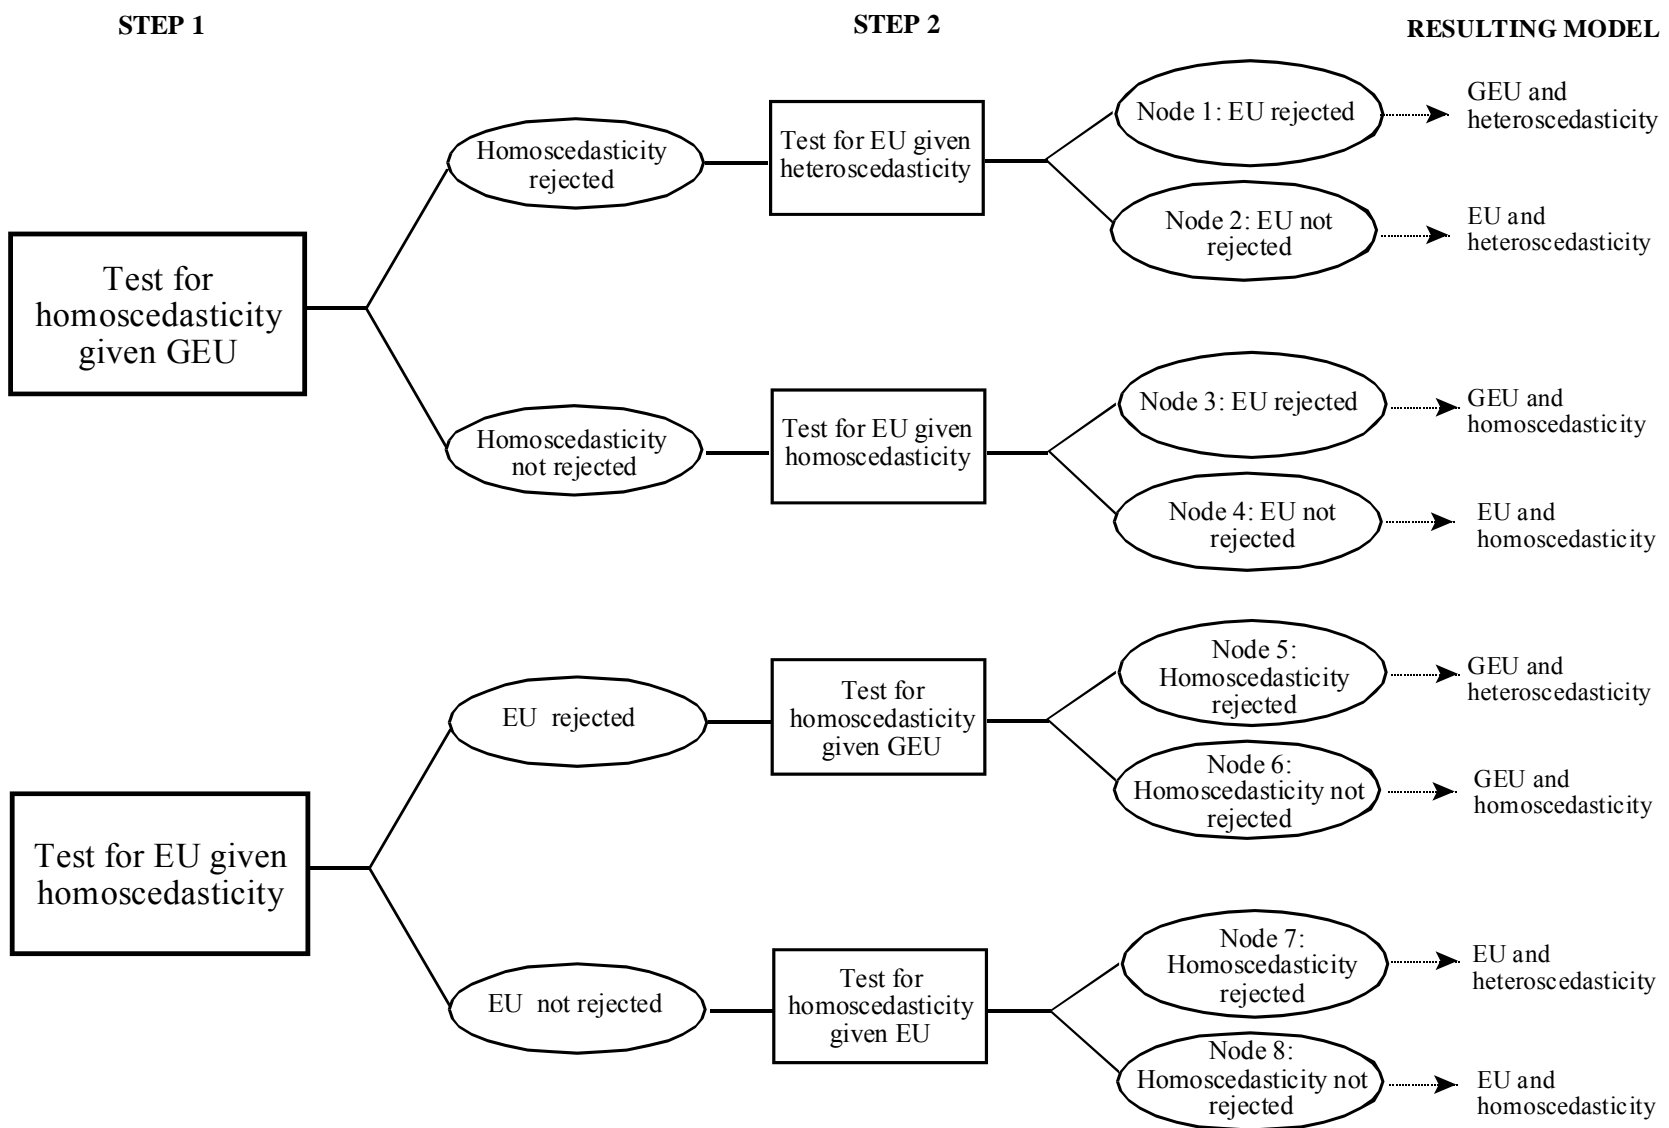 STEP 1
STEP 2
RESULTING MODEL
Test for
homoscedasticity
given GEU
Homoscedasticity
rejected
Test for EU given
heteroscedasticity
Node 1: EU rejected
GEU and
heteroscedasticity
Node 2: EU not
rejected
EU and
heteroscedasticity
Homoscedasticity
not rejected
Test for EU given
homoscedasticity
Node 3: EU rejected
GEU and
homoscedasticity
Node 4: EU not
rejected
EU and
homoscedasticity
Test for EU given
homoscedasticity
EU rejected
Test for
homoscedasticity
given GEU
Node 5:
Homoscedasticity
rejected
GEU and
heteroscedasticity
Node 6:
Homoscedasticity not
rejected
GEU and
homoscedasticity
EU not rejected
Test for
homoscedasticity
given EU
Node 7:
Homoscedasticity
rejected
EU and
heteroscedasticity
Node 8:
Homoscedasticity not
rejected
EU and
homoscedasticity